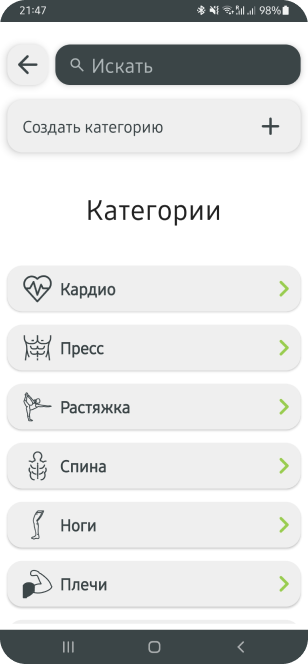 21:47
98%
Искать
Создать категорию
Категории
Кардио
Пресс
Растяжка
Спина
Ноги
Плечи